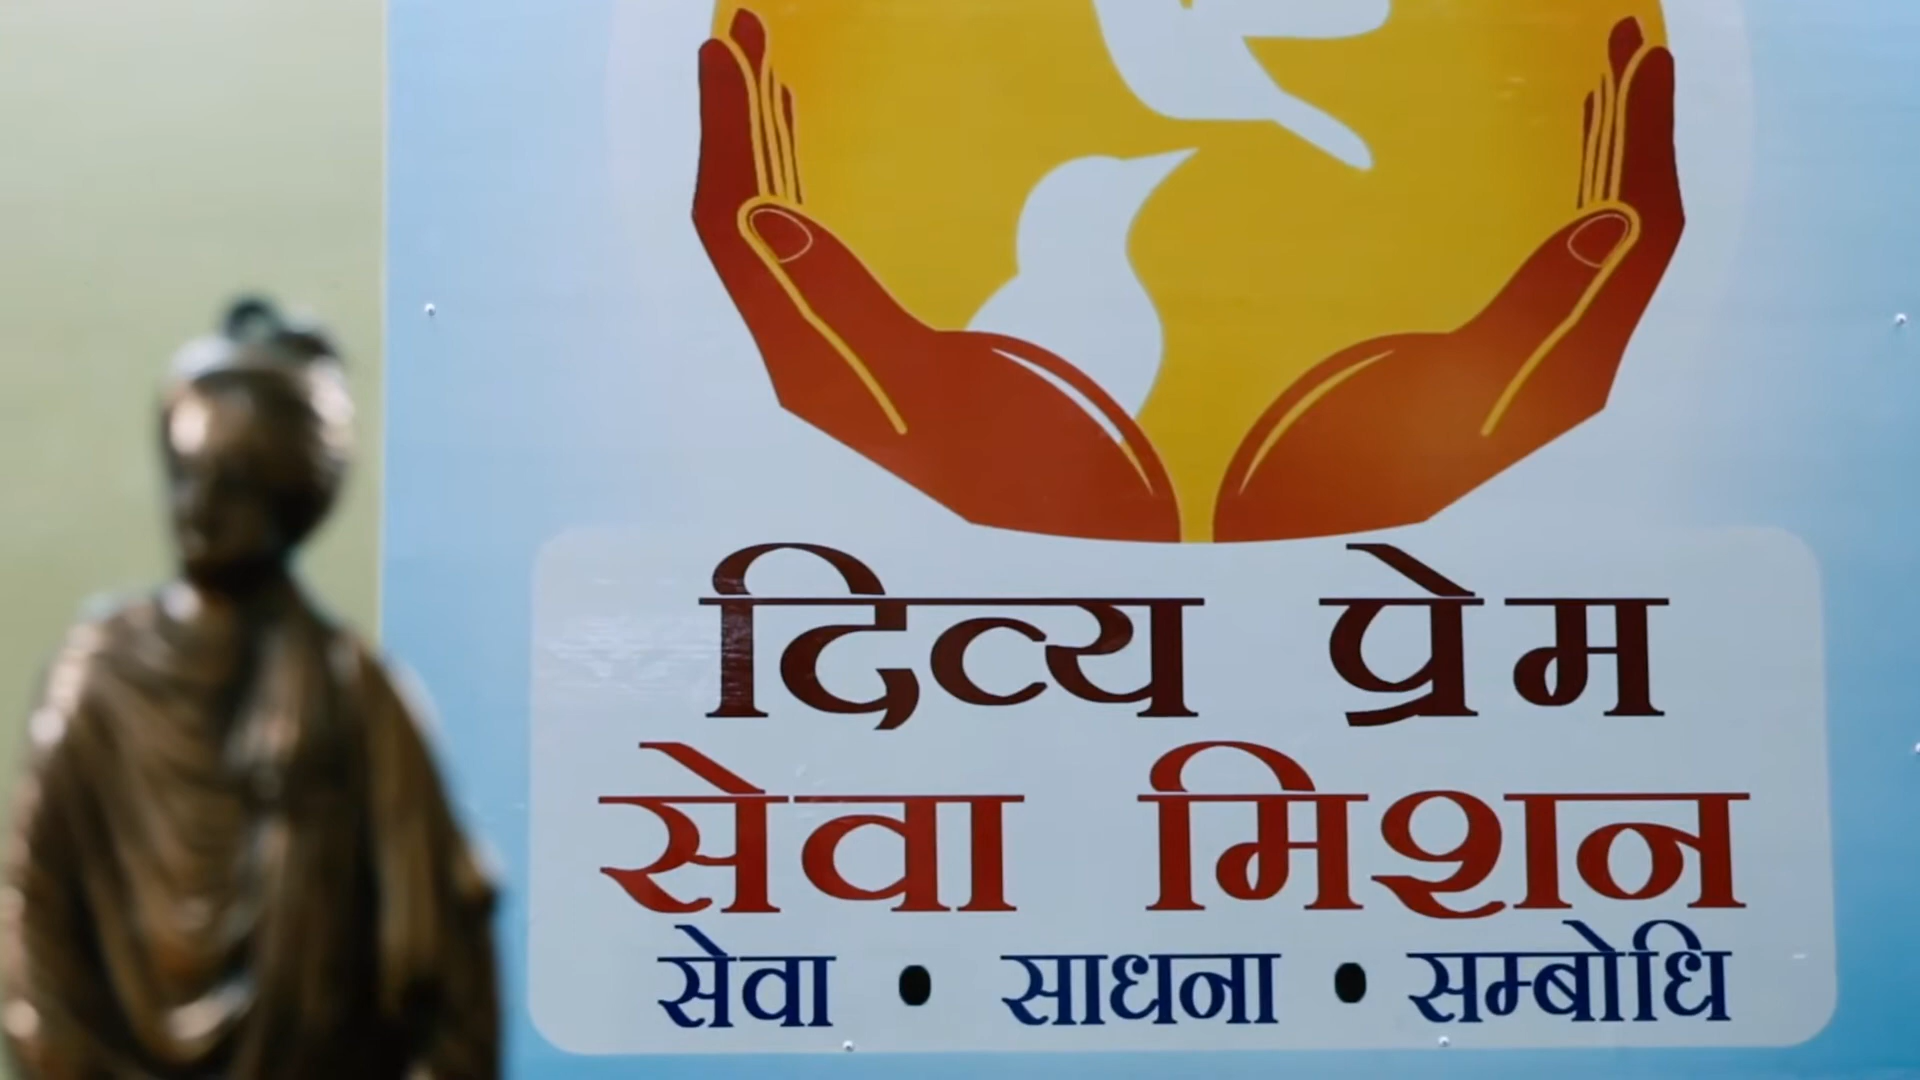 दिव्य प्रेम
सेवा मिशन
सेवा • साधना • सम्बोधि